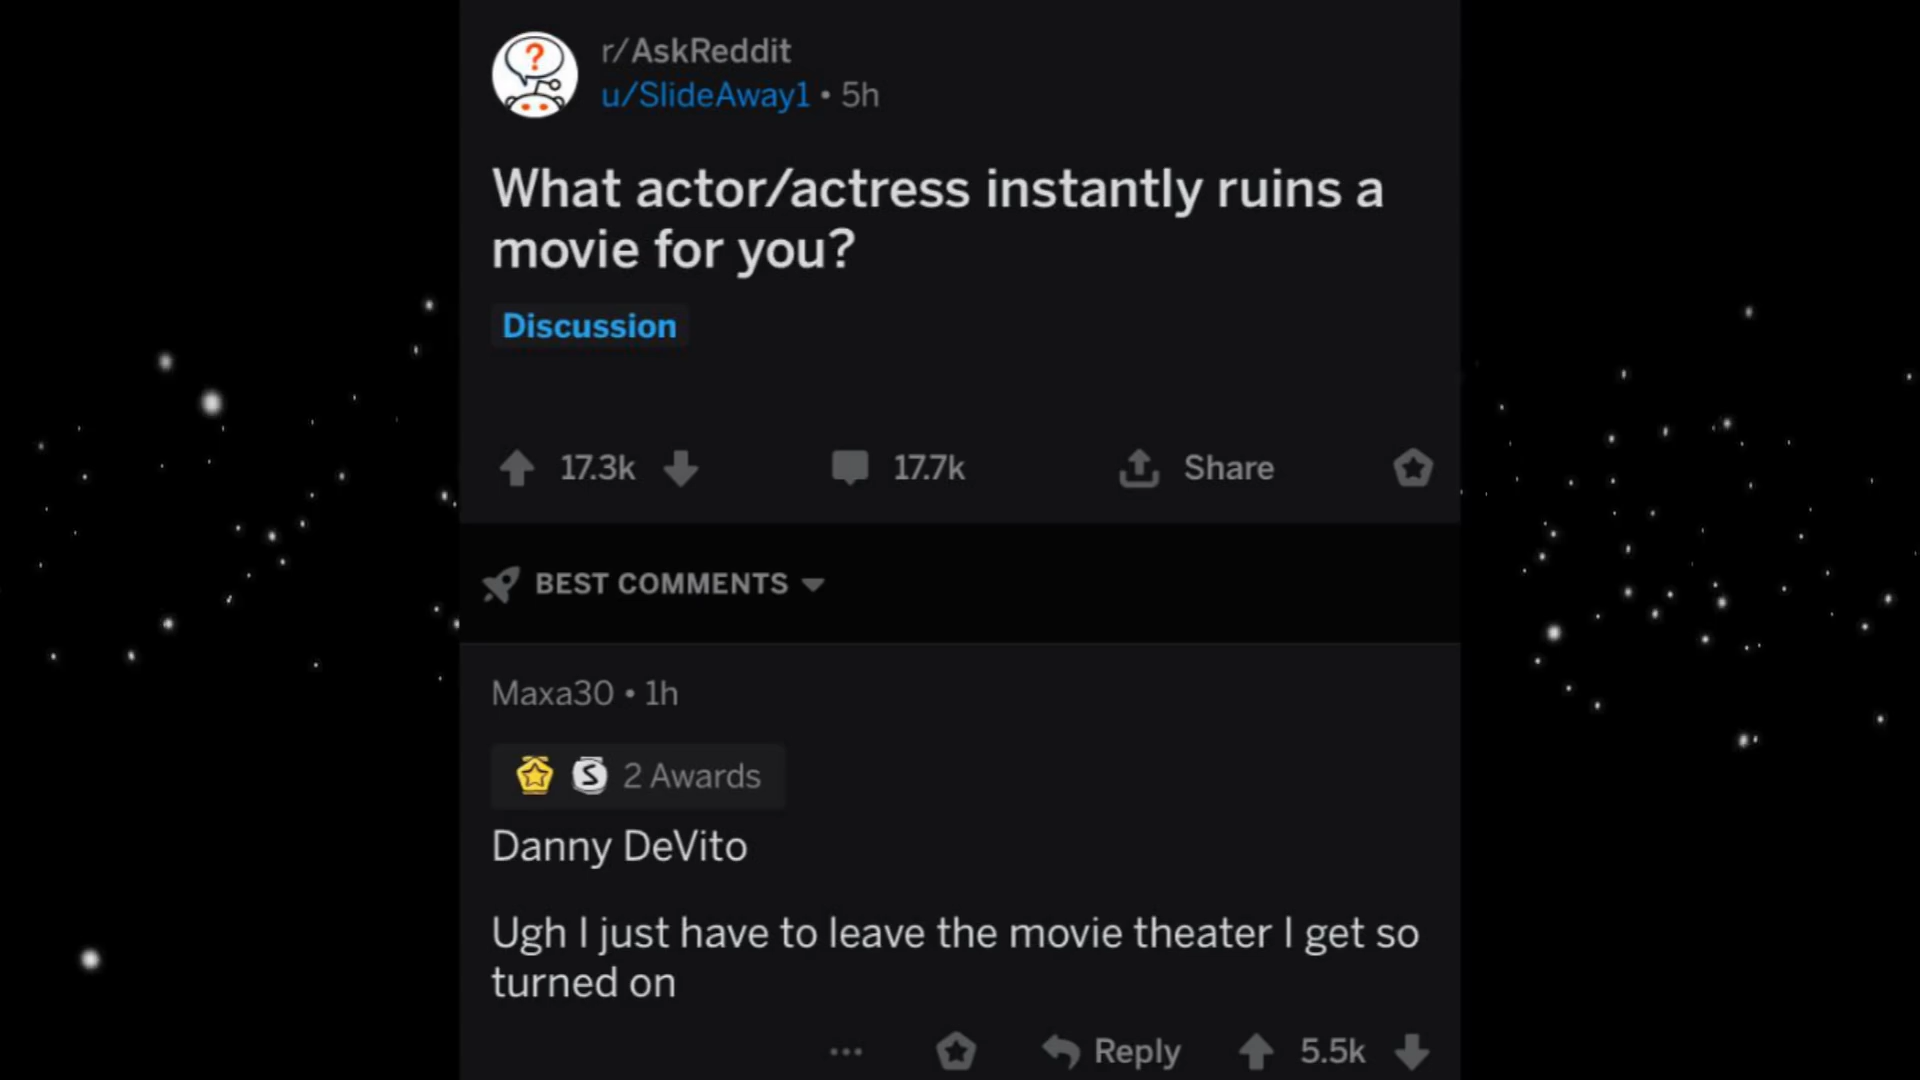 r/AskReddit
u/SlideAway1 • 5h
What actor/actress instantly ruins a
movie for you?
Discussion
17.3k 17.7k Share
BEST COMMENTS
Maxa30 • 1h
S 2 Awards
Danny DeVito
Ugh I just have to leave the movie theater I get so
turned on
... Reply 5.5k